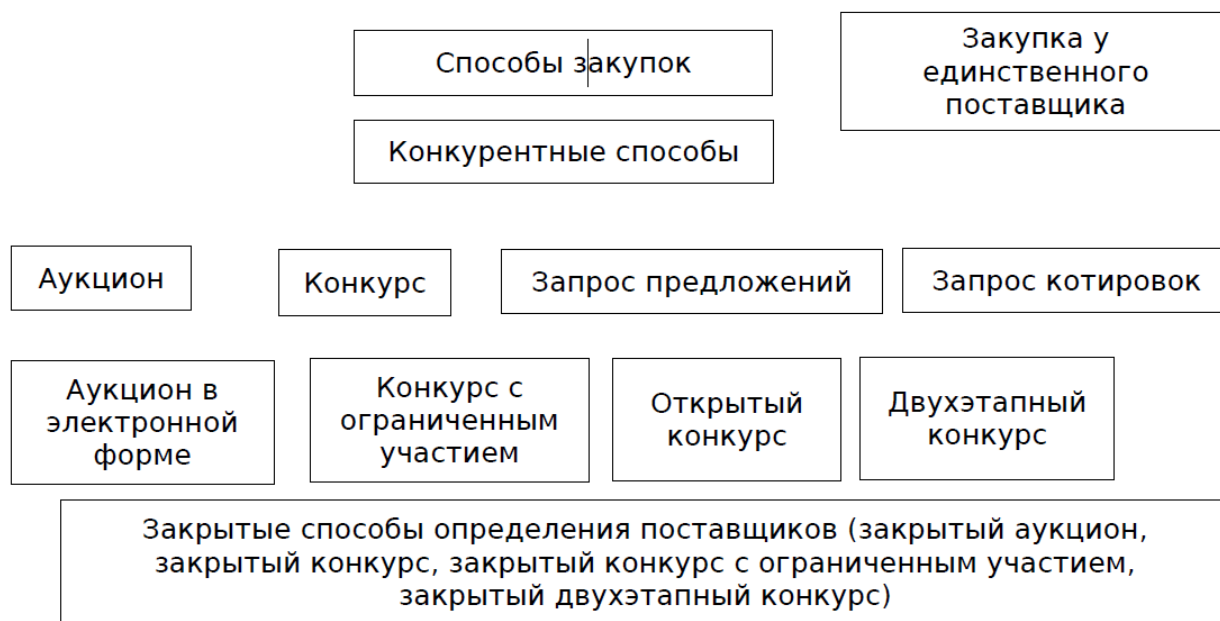 Способы закупок
Закупка у
единственного
поставщика
Конкурентные способы
Аукцион
Конкурс
Запрос предложений
Запрос котировок
Аукцион в
электронной
форме
Конкурс с
ограниченным
участием
Открытый
конкурс
Двухэтапный
конкурс
Закрытые способы определения поставщиков (закрытый аукцион,
закрытый конкурс, закрытый конкурс с ограниченным участием,
закрытый двухэтапный конкурс)